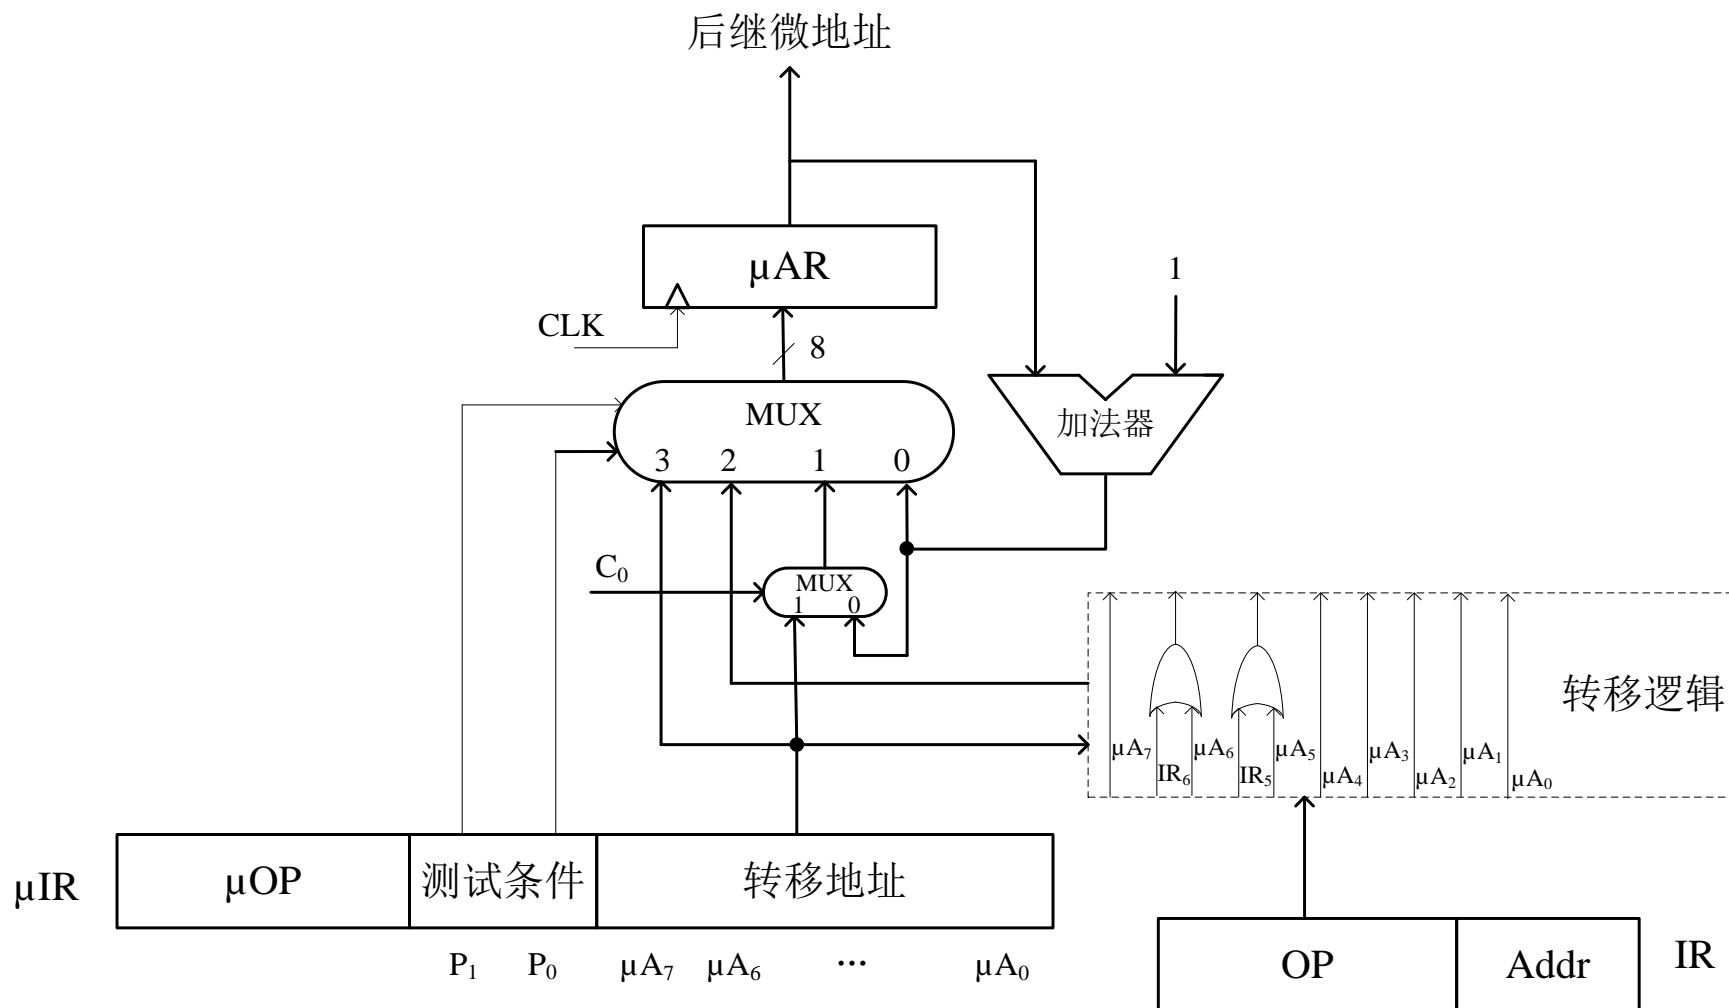 后继微地址
µAR
1
CLK
8
MUX
加法器
3 2 1 0
C₀
MUX
1 0
转移逻辑
µA₇ IR₆ µA₆ IR₅ µA₅ µA₄ µA₃ µA₂ µA₁ µA₀
µIR µOP 测试条件 转移地址
P₁ P₀ µA₇ µA₆ ··· µA₀
OP Addr IR